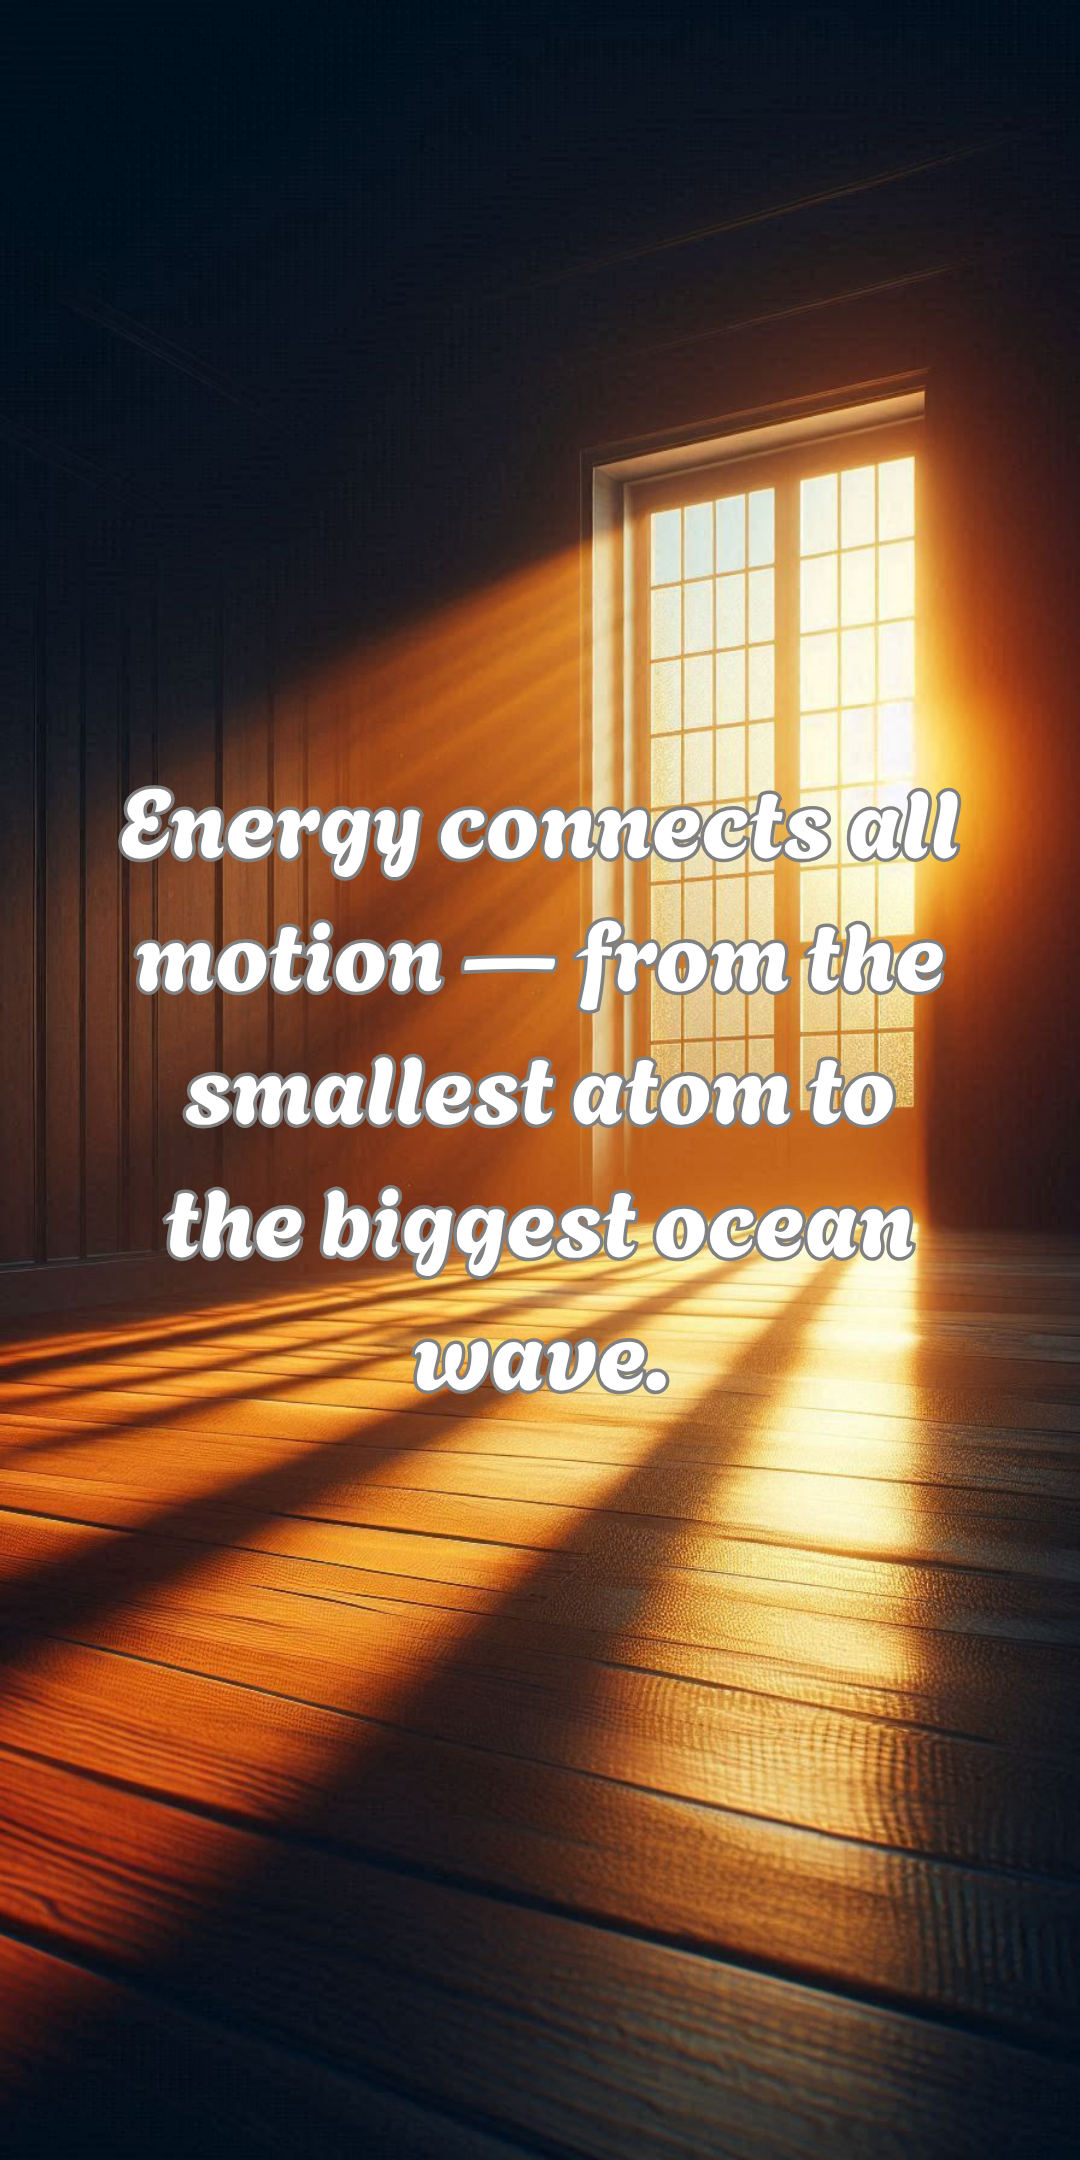 Energy connects all
motion — from the
smallest atom to
the biggest ocean
wave.